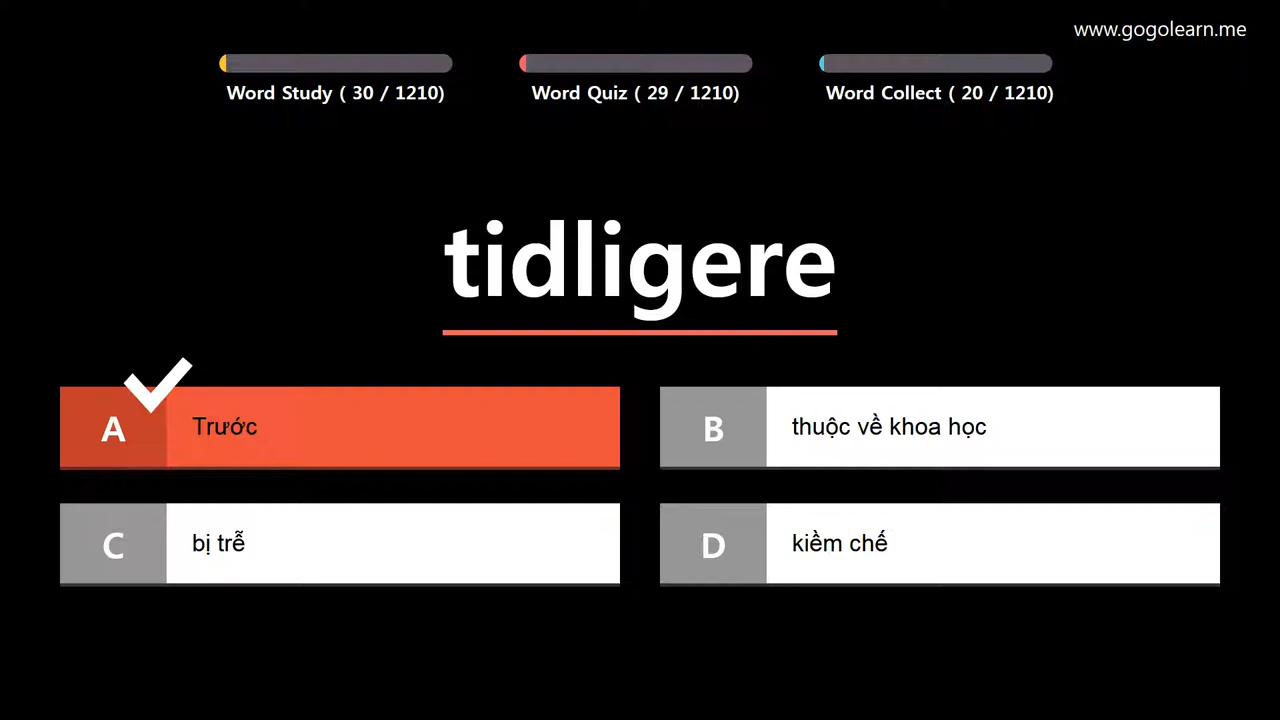 www.gogolearn.me
Word Study ( 30 / 1210)
Word Quiz ( 29 / 1210)
Word Collect ( 20 / 1210)
tidligere
A Trước
B thuộc về khoa học
C bị trễ
D kiềm chế